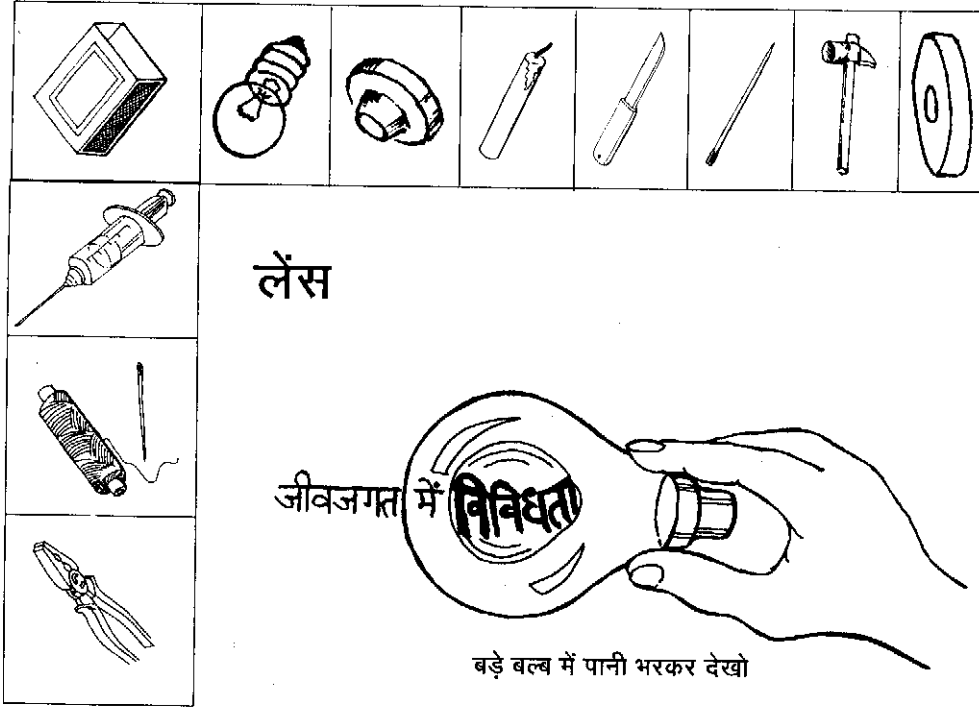 लेंस
जीवजगत में विविधता
बड़े बल्ब में पानी भरकर देखो